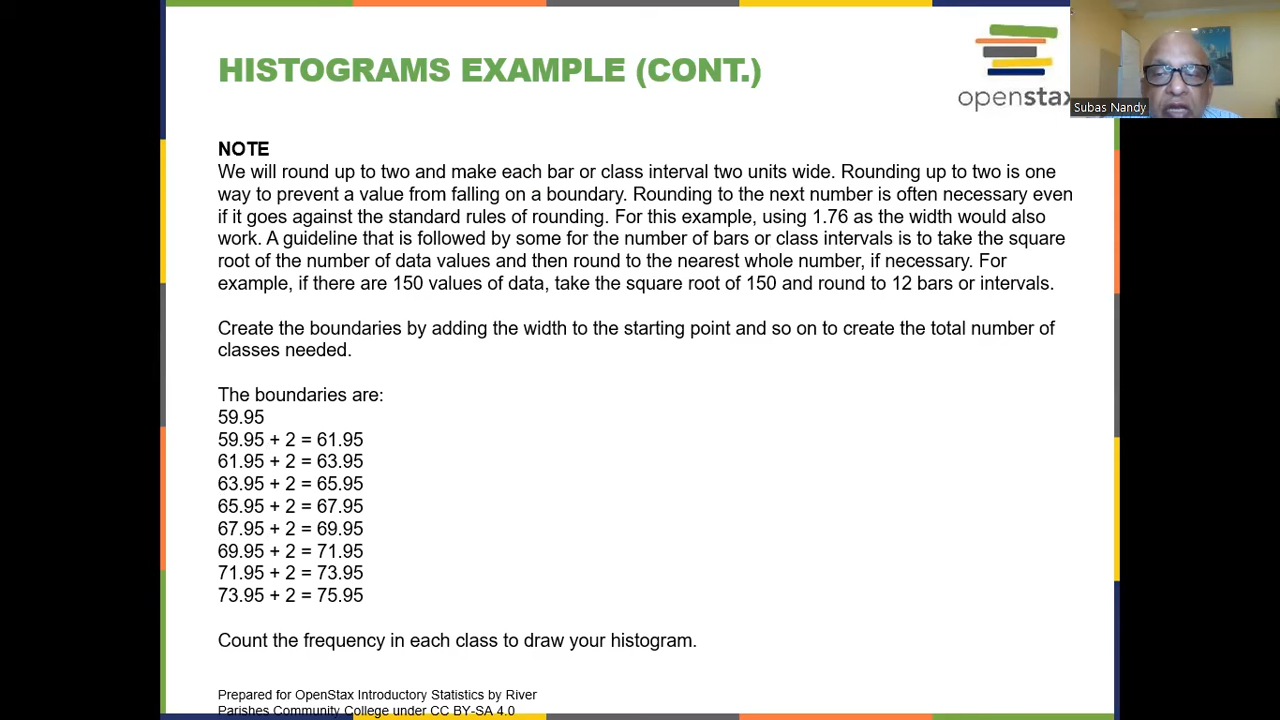 HISTOGRAMS EXAMPLE (CONT.)
openstax
Subas Nandy
NOTE
We will round up to two and make each bar or class interval two units wide. Rounding up to two is one
way to prevent a value from falling on a boundary. Rounding to the next number is often necessary even
if it goes against the standard rules of rounding. For this example, using 1.76 as the width would also
work. A guideline that is followed by some for the number of bars or class intervals is to take the square
root of the number of data values and then round to the nearest whole number, if necessary. For
example, if there are 150 values of data, take the square root of 150 and round to 12 bars or intervals.
Create the boundaries by adding the width to the starting point and so on to create the total number of
classes needed.
The boundaries are:
59.95
59.95 + 2 = 61.95
61.95 + 2 = 63.95
63.95 + 2 = 65.95
65.95 + 2 = 67.95
67.95 + 2 = 69.95
69.95 + 2 = 71.95
71.95 + 2 = 73.95
73.95 + 2 = 75.95
Count the frequency in each class to draw your histogram.
Prepared for OpenStax Introductory Statistics by River
Parishes Community College under CC BY-SA 4.0